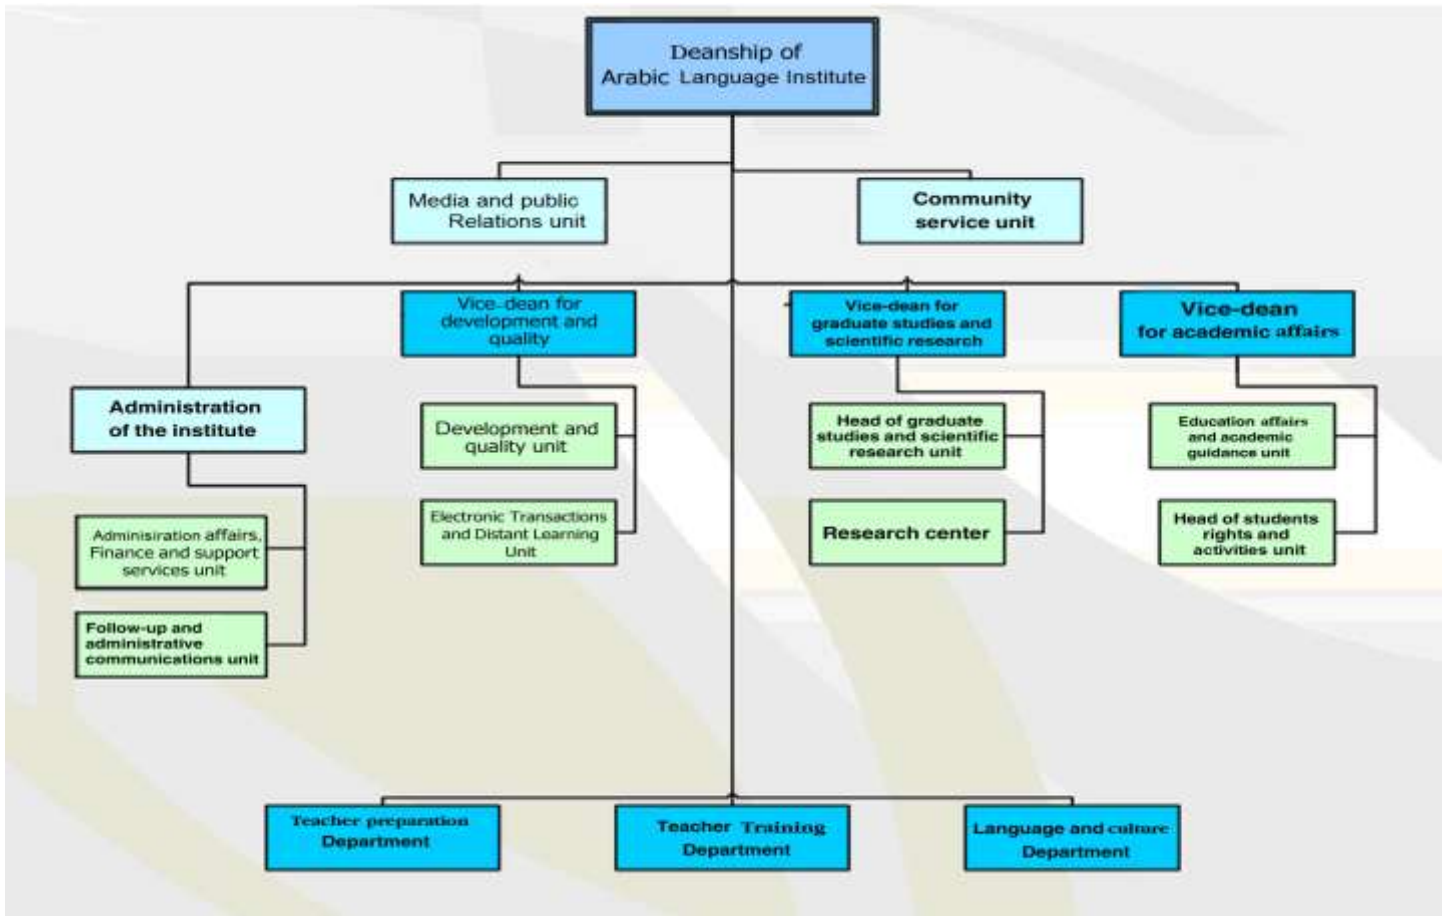 Deanship of
Arabic Language Institute
Media and public
Relations unit
Community
service unit
Vice-dean for
development and
quality
Vice-dean for
graduate studies and
scientific research
Vice-dean
for academic affairs
Administration
of the institute
Development and
quality unit
Head of graduate
studies and scientific
research unit
Education affairs
and academic
guidance unit
Adminisiration affairs,
Finance and support
services unit
Electronic Transactions
and Distant Learning
Unit
Research center
Head of students
rights and
activities unit
Follow-up and
administrative
communications unit
Teacher preparation
Department
Teacher Training
Department
Language and culture
Department